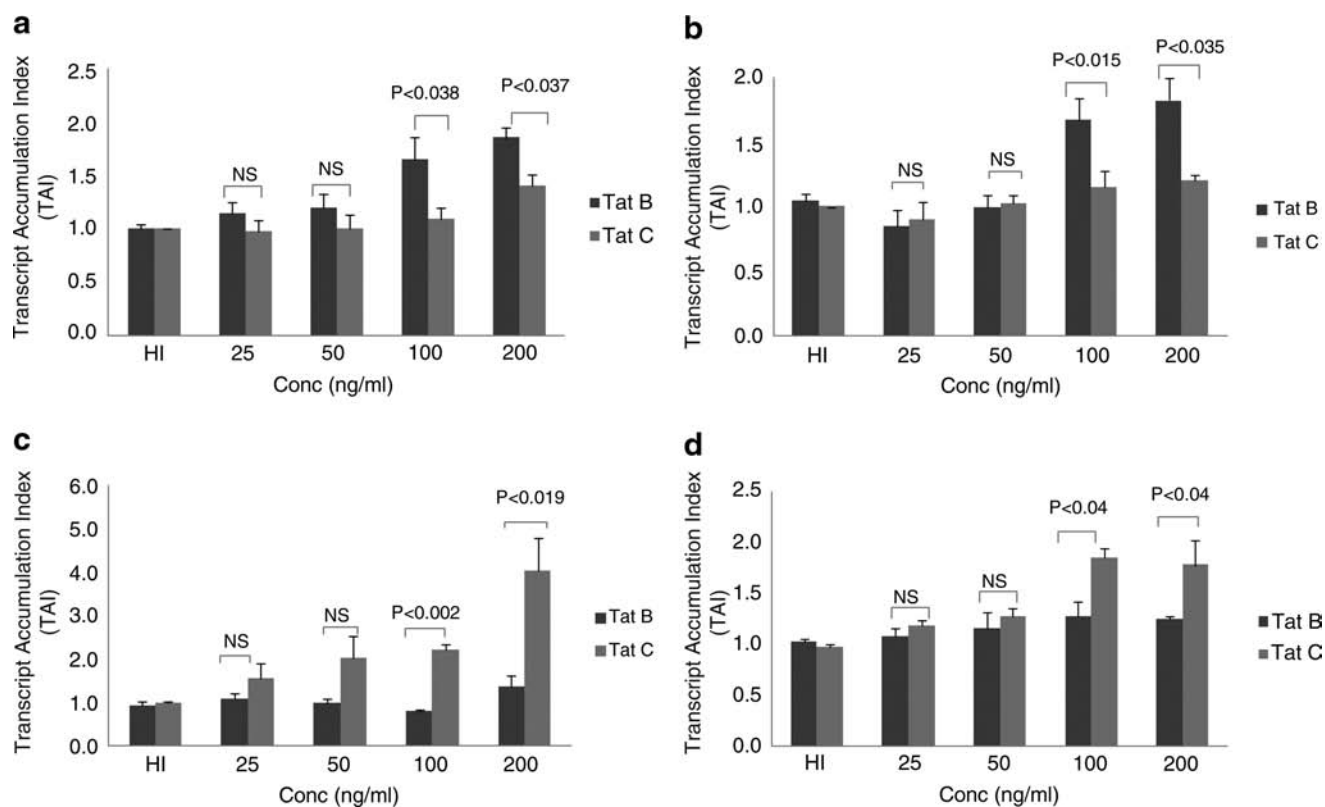 a
Transcript Accumulation Index
(TAI)
2.5
2.0
1.5
1.0
0.5
0.0
NS
NS
P<0.038
P<0.037
HI
25
50
100
200
Conc (ng/ml)
Tat B
Tat C
b
Transcript Accumulation Index
(TAI)
2.0
1.5
1.0
0.5
0.0
NS
NS
P<0.015
P<0.035
HI
25
50
100
200
Conc (ng/ml)
Tat B
Tat C
c
Transcript Accumulation Index
(TAI)
6.0
5.0
4.0
3.0
2.0
1.0
0.0
NS
NS
P<0.002
P<0.019
HI
25
50
100
200
Conc (ng/ml)
Tat B
Tat C
d
Transcript Accumulation Index
(TAI)
2.5
2.0
1.5
1.0
0.5
0.0
NS
NS
P<0.04
P<0.04
HI
25
50
100
200
Conc (ng/ml)
Tat B
Tat C